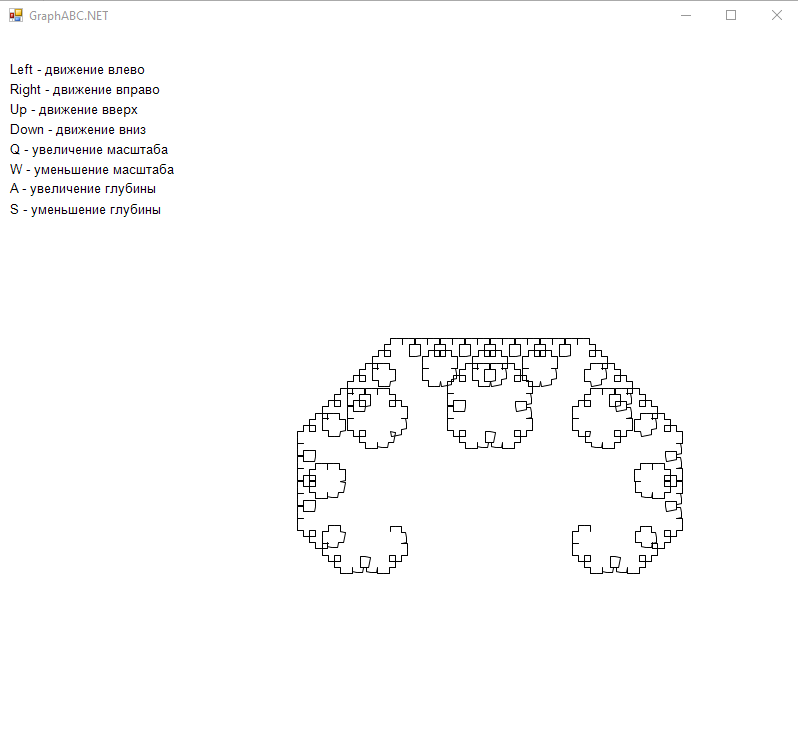 GraphABC.NET
Left - движение влево
Right - движение вправо
Up - движение вверх
Down - движение вниз
Q - увеличение масштаба
W - уменьшение масштаба
A - увеличение глубины
S - уменьшение глубины